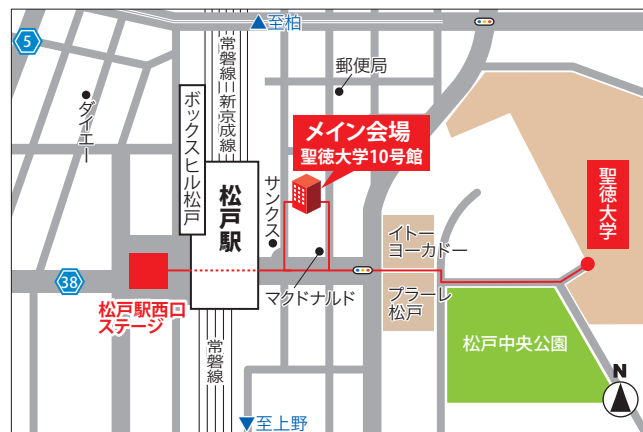 5
▲至柏
常磐線
新京成線
郵便局
ダイエー
ボックスヒル松戸
メイン会場
聖徳大学10号館
松戸駅
サンクス
聖徳大学
イトー
ヨーカドー
38
マクドナルド
プラーレ
松戸
松戸駅西口
ステージ
常磐線
松戸中央公園
N
▼至上野